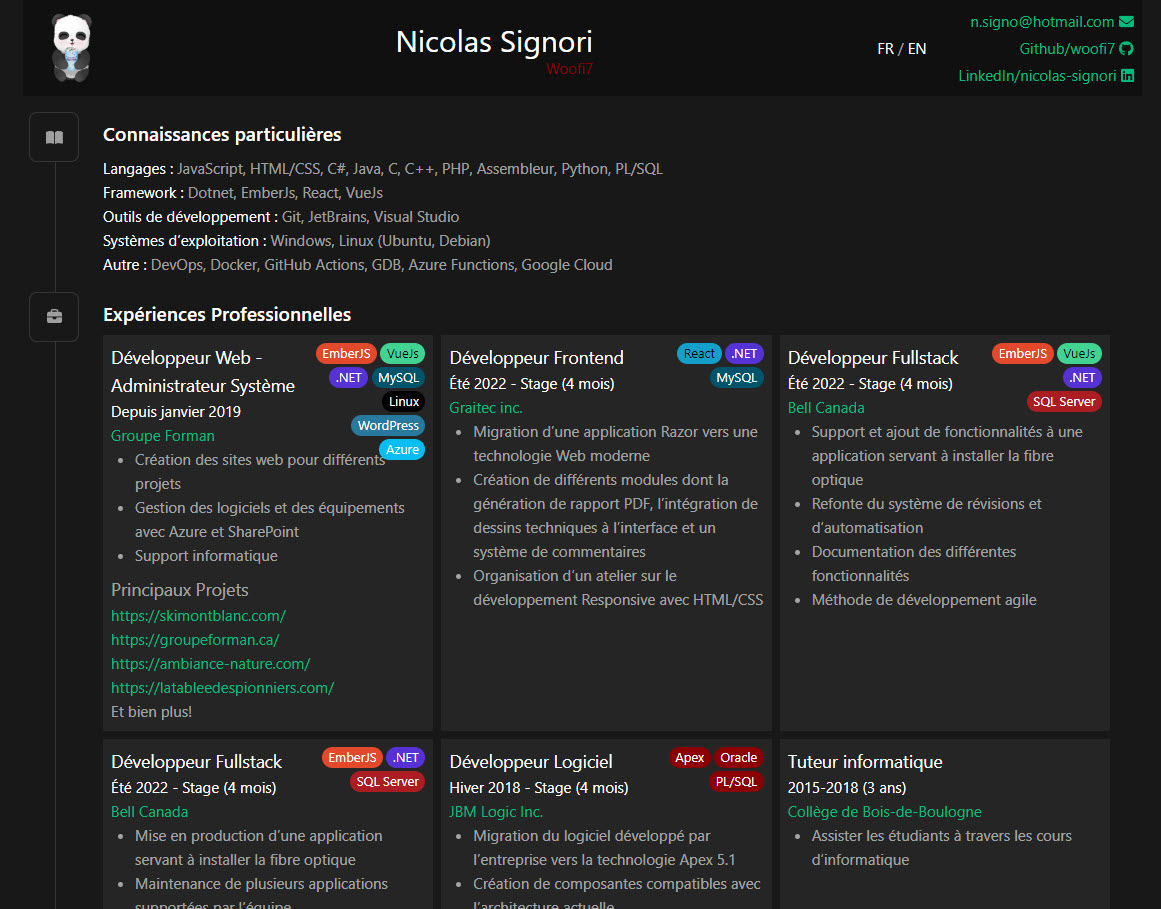 Nicolas Signori
Woofi7
FR / EN
n.signo@hotmail.com
Github/woofi7
LinkedIn/nicolas-signori
Connaissances particulières
Langages : JavaScript, HTML/CSS, C#, Java, C, C++, PHP, Assembleur, Python, PL/SQL
Framework : Dotnet, EmberJs, React, VueJs
Outils de développement : Git, JetBrains, Visual Studio
Systèmes d’exploitation : Windows, Linux (Ubuntu, Debian)
Autre : DevOps, Docker, GitHub Actions, GDB, Azure Functions, Google Cloud
Expériences Professionnelles
Développeur Web -
Administrateur Système
EmberJS VueJs
.NET MySQL
Linux
WordPress
Azure
Depuis janvier 2019
Groupe Forman
Création des sites web pour différents
projets
Gestion des logiciels et des équipements
avec Azure et SharePoint
Support informatique
Principaux Projets
https://skimontblanc.com/
https://groupeforman.ca/
https://ambiance-nature.com/
https://latableedespionniers.com/
Et bien plus!
Développeur Frontend
React .NET
MySQL
Été 2022 - Stage (4 mois)
Graitec inc.
Migration d’une application Razor vers une
technologie Web moderne
Création de différents modules dont la
génération de rapport PDF, l’intégration de
dessins techniques à l’interface et un
système de commentaires
Organisation d’un atelier sur le
développement Responsive avec HTML/CSS
Développeur Fullstack
EmberJS VueJs
.NET
SQL Server
Été 2022 - Stage (4 mois)
Bell Canada
Support et ajout de fonctionnalités à une
application servant à installer la fibre
optique
Refonte du système de révisions et
d’automatisation
Documentation des différentes
fonctionnalités
Méthode de développement agile
Développeur Fullstack
EmberJS .NET
SQL Server
Été 2022 - Stage (4 mois)
Bell Canada
Mise en production d’une application
servant à installer la fibre optique
Maintenance de plusieurs applications
supportées par l’équipe
Développeur Logiciel
Apex Oracle
PL/SQL
Hiver 2018 - Stage (4 mois)
JBM Logic Inc.
Migration du logiciel développé par
l’entreprise vers la technologie Apex 5.1
Création de composantes compatibles avec
l’architecture actuelle
Tuteur informatique
2015-2018 (3 ans)
Collège de Bois-de-Boulogne
Assister les étudiants à travers les cours
d’informatique